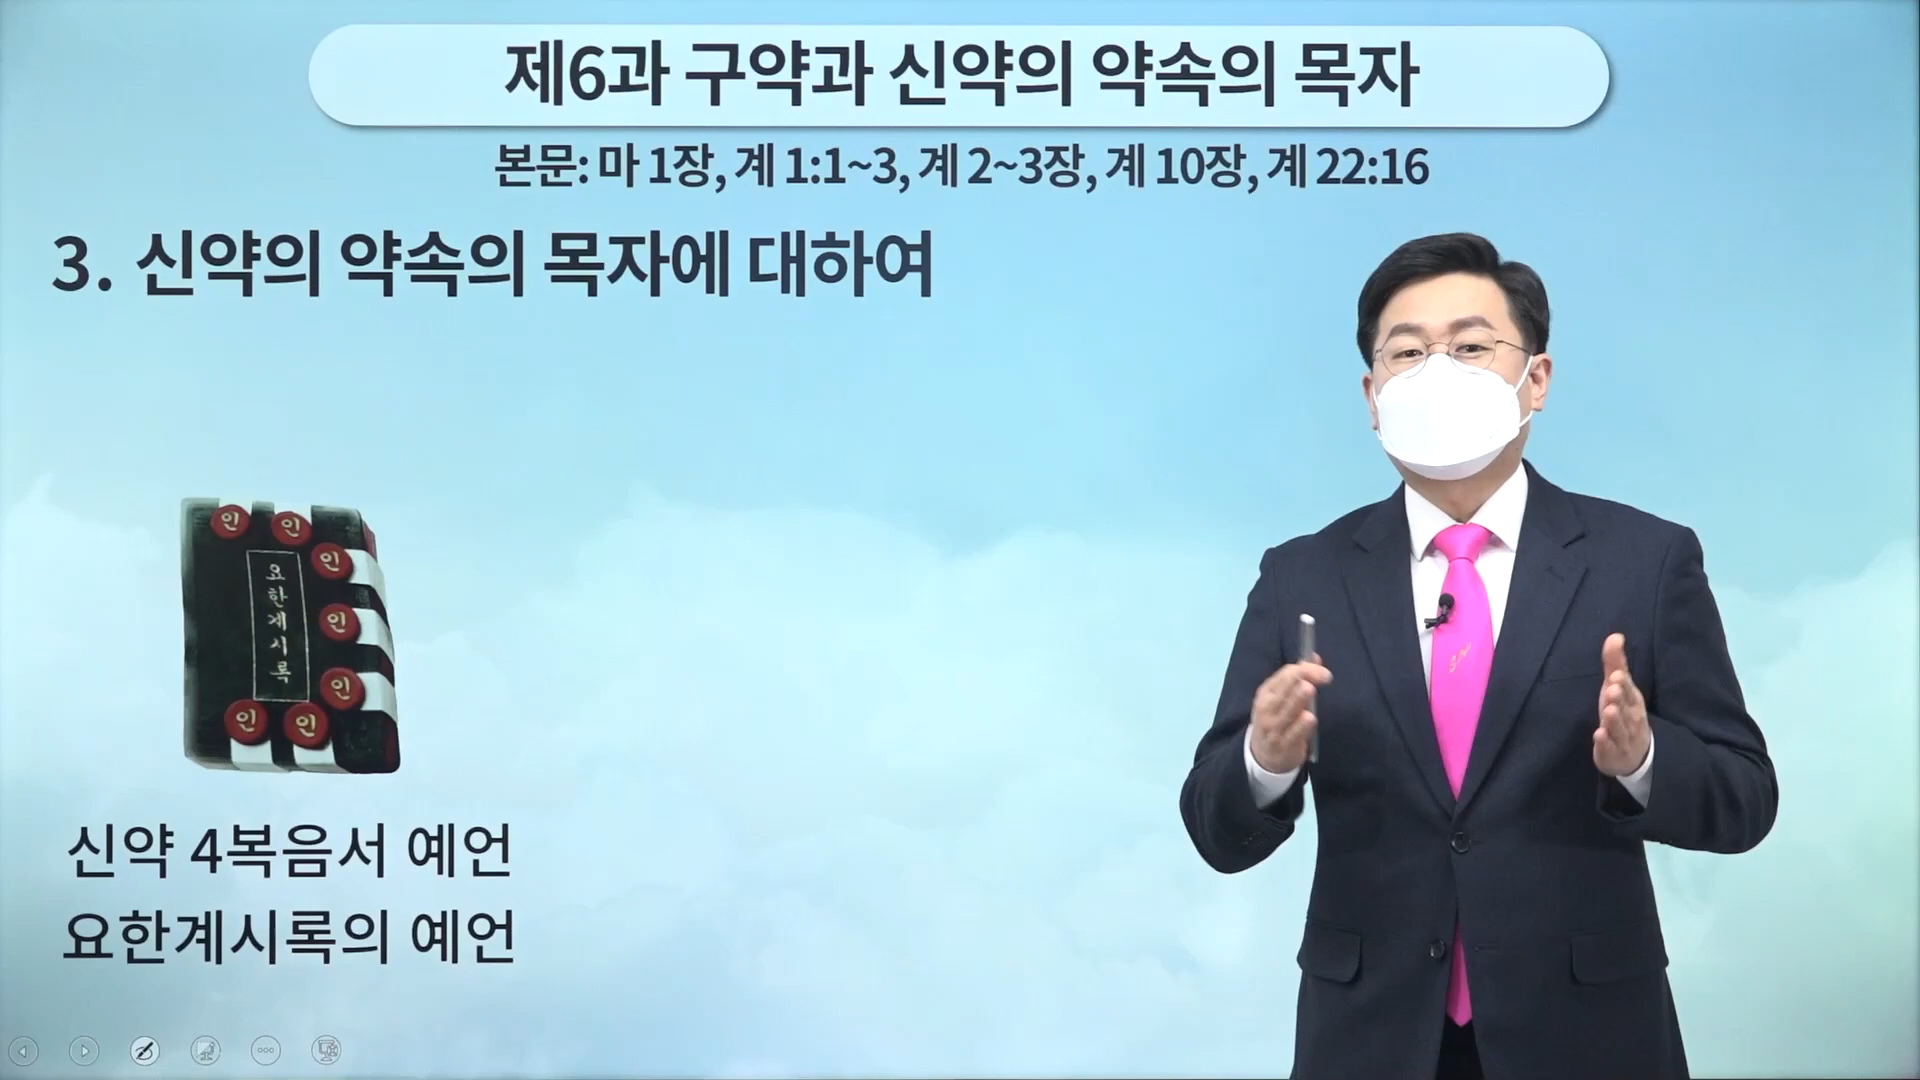 제6과 구약과 신약의 약속의 목자
본문: 마 1장, 계 1:1~3, 계 2~3장, 계 10장, 계 22:16
3. 신약의 약속의 목자에 대하여
인 인
인
요한계시록
인
인
인 인
신약 4복음서 예언
요한계시록의 예언